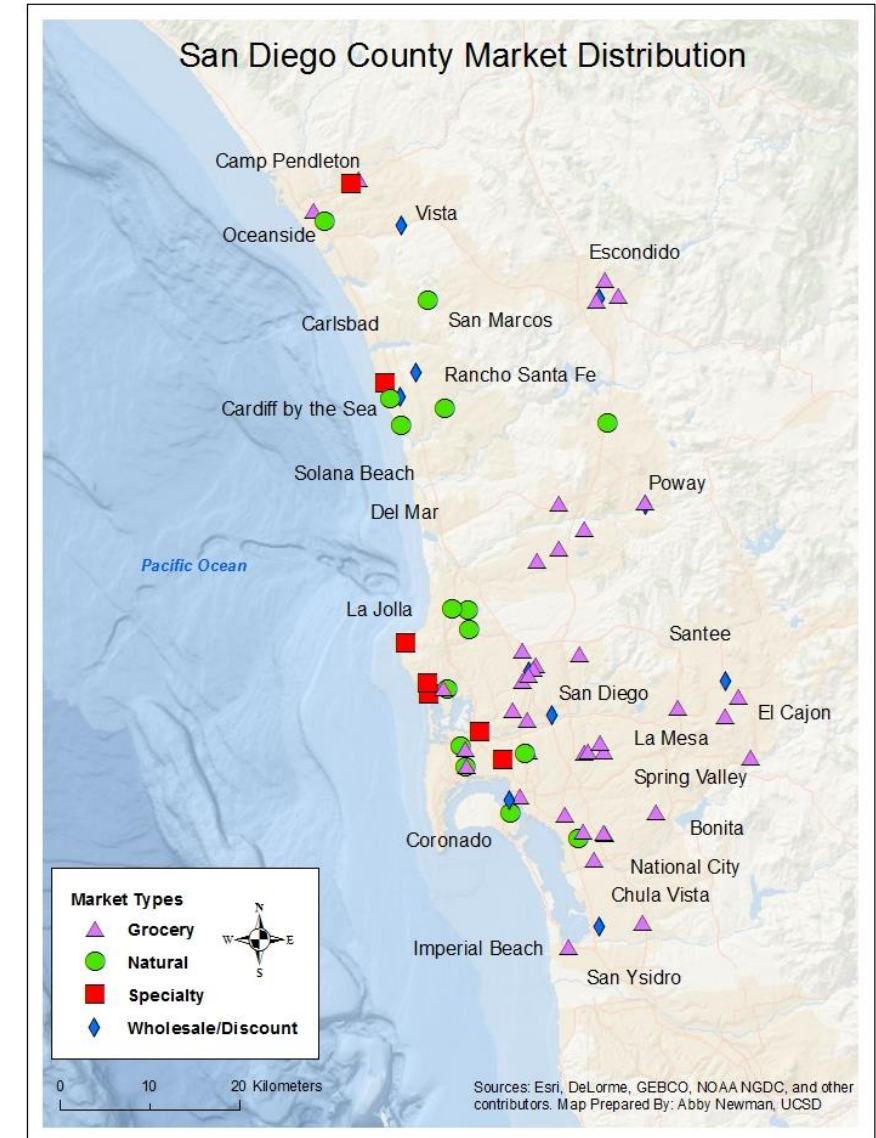 San Diego County Market Distribution
Camp Pendleton
Vista
Oceanside
Escondido
Carlsbad
San Marcos
Rancho Santa Fe
Cardiff by the Sea
Solana Beach
Poway
Del Mar
Pacific Ocean
La Jolla
Santee
San Diego
El Cajon
La Mesa
Spring Valley
Bonita
Coronado
National City
Chula Vista
Imperial Beach
San Ysidro
Market Types
Grocery
Natural
Specialty
Wholesale/Discount
N
W E
S
0 10 20 Kilometers
Sources: Esri, DeLorme, GEBCO, NOAA NGDC, and other
contributors. Map Prepared By: Abby Newman, UCSD